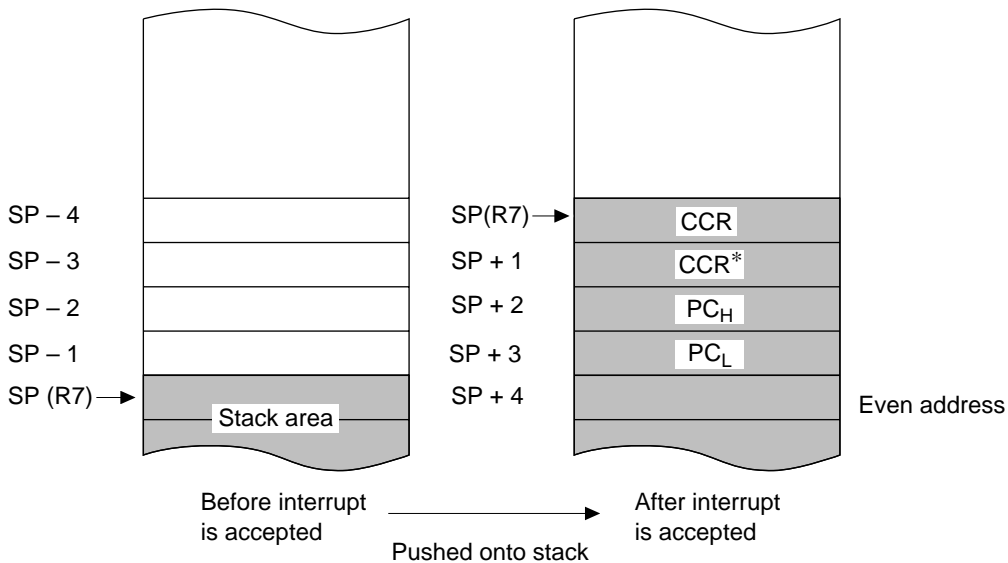 SP – 4
SP – 3
SP – 2
SP – 1
SP (R7)
Stack area
SP(R7)
SP + 1
SP + 2
SP + 3
SP + 4
CCR
CCR*
PCH
PCL
Even address
Before interrupt
is accepted
Pushed onto stack
After interrupt
is accepted